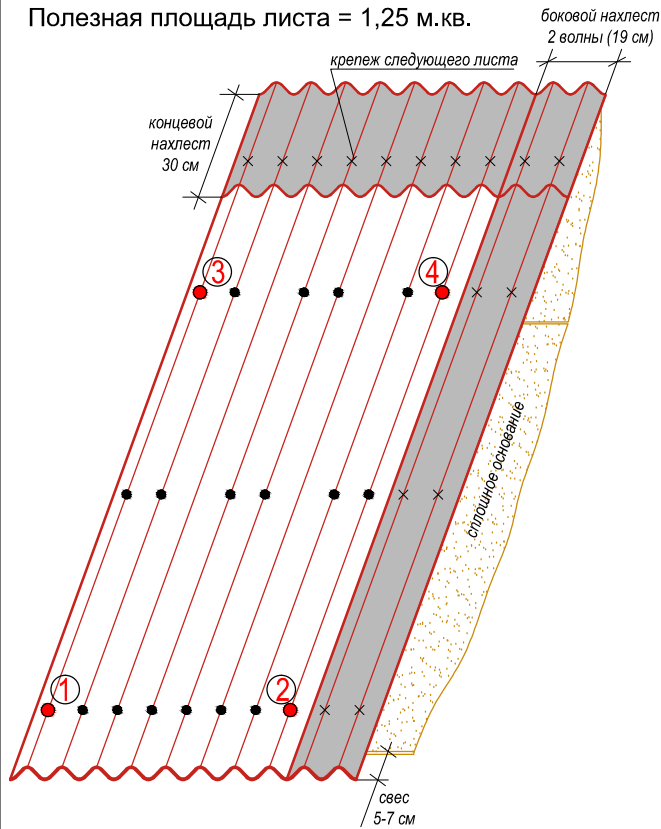 Полезная площадь листа = 1,25 м.кв.
боковой нахлест
2 волны (19 см)
крепеж следующего листа
концевой
нахлест
30 см
3
4
сплошное основание
1
2
свес
5-7 см